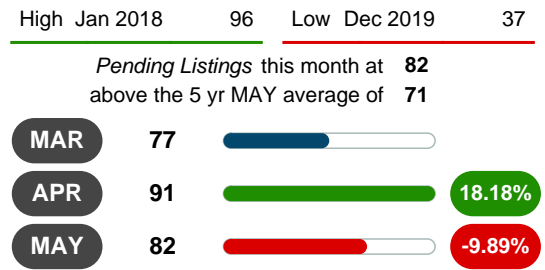 High Jan 2018 96 Low Dec 2019 37
Pending Listings this month at 82
above the 5 yr MAY average of 71
MAR 77
APR 91 18.18%
MAY 82 -9.89%